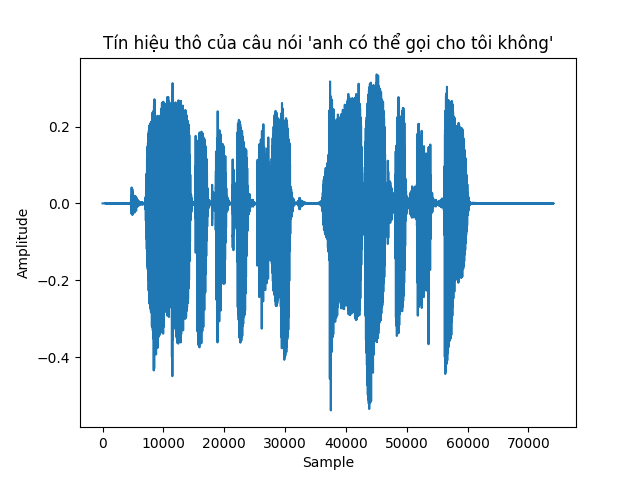 Tín hiệu thô của câu nói 'anh có thể gọi cho tôi không'
0.2
0.0
−0.2
−0.4
Amplitude
0 10000 20000 30000 40000 50000 60000 70000
Sample